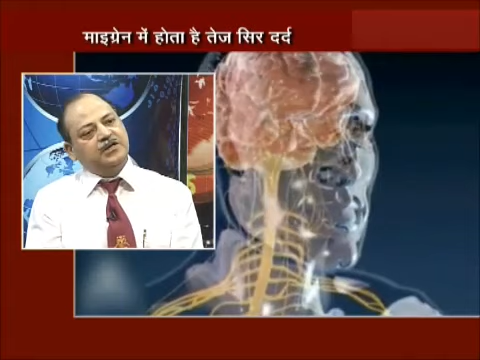 माइग्रेन में होता है तेज सिर दर्द